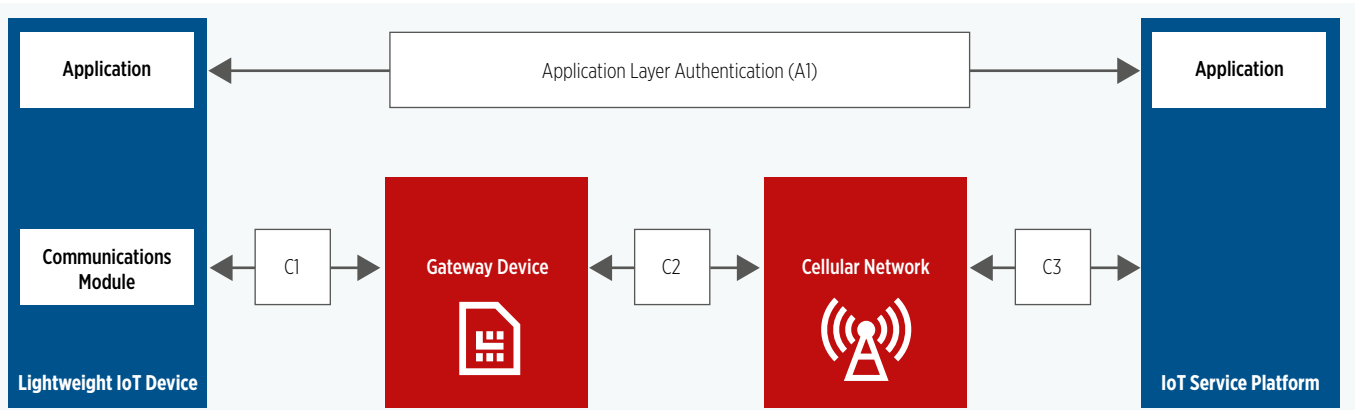 Application
Application Layer Authentication (A1)
Application
Communications
Module
C1
Gateway Device
C2
Cellular Network
C3
Lightweight IoT Device
IoT Service Platform